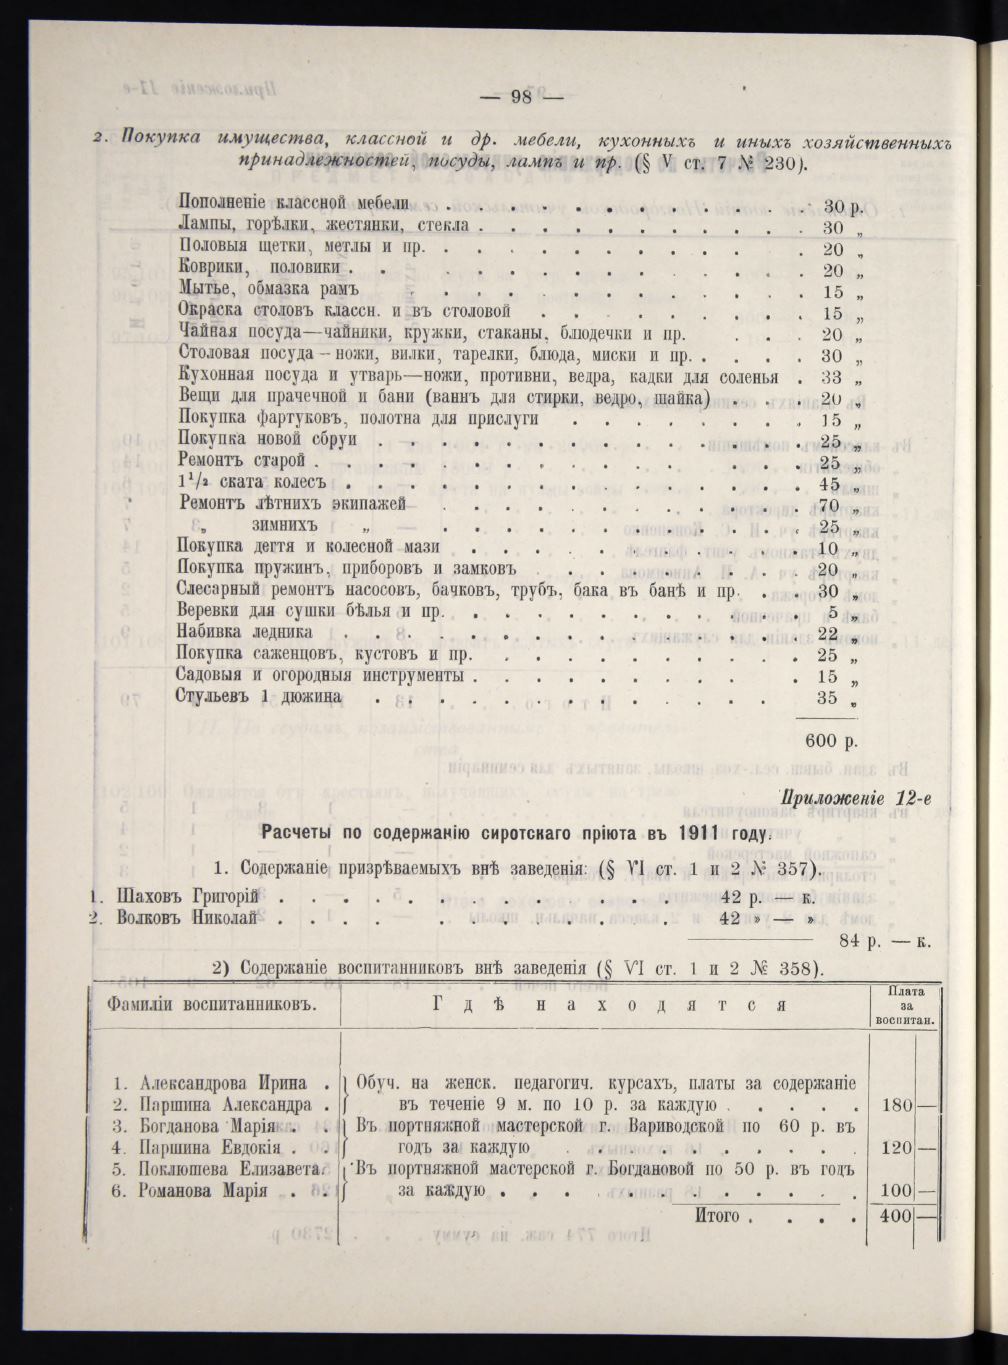 — 98 —
2. Покупка имущества, классной и др. мебели, кухонныхъ и иныхъ хозяйственныхъ
принадлежностей, посуды, лампъ и пр. (§ V ст. 7 № 230).
Пополненіе классной мебели . . . . . . . . . . . . 30 р.
Лампы, горѣлки, жестянки, стекла . . . . . . . . . . . 30 „
Половыя щетки, метлы и пр. . . . . . . . . . . 20 „
Коврики, половики . . . . . . . . . . . . . 20 „
Мытье, обмазка рамъ . . . . . . . . . . . . 15 „
Окраска столовъ классн. и въ столовой . . . . . . . . 15 „
Чайная посуда—чайники, кружки, стаканы, блюдечки и пр. . . . 20 „
Столовая посуда – ножи, вилки, тарелки, блюда, миски и пр. . . . . 30 „
Кухонная посуда и утварь—ножи, противни, ведра, кадки для соленья . 33 „
Вещи для прачечной и бани (ваннъ для стирки, ведро, шайка) . . . 20 „
Покупка фартуковъ, полотна для прислуги . . . . . . . . 15 „
Покупка новой сбруи . . . . . . . . . . . . . . 25 „
Ремонтъ старой . . . . . . . . . . . . . . 25 „
1¹/₂ ската колесъ . . . . . . . . . . . . . . . 45 „
Ремонтъ лѣтнихъ экипажей . . . . . . . . . . . . 70 „
„ зимнихъ „ . . . . . . . . . . . . 25 „
Покупка дегтя и колесной мази . . . . . . . . . . . 10 „
Покупка пружинъ, приборовъ и замковъ . . . . . . . . 20 „
Слесарный ремонтъ насосовъ, бачковъ, трубъ, бака въ банѣ и пр. . . 30 „
Веревки для сушки бѣлья и пр. . . . . . . . . . . . 5 „
Набивка ледника . . . . . . . . . . . . . . . 22 „
Покупка саженцовъ, кустовъ и пр. . . . . . . . . . . 25 „
Садовыя и огородныя инструменты . . . . . . . . . . 15 „
Стульевъ 1 дюжина . . . . . . . . . . . . . 35 „
600 р.
Приложеніе 12-е
Расчеты по содержанію сиротскаго пріюта въ 1911 году.
1. Содержаніе призрѣваемыхъ внѣ заведенія: (§ VI ст. 1 и 2 № 357).
1. Шаховъ Григорій . . . . . . . . . . . . . 42 р. — к.
2. Волковъ Николай . . . . . . . . . . . . 42 » — »
84 р. — к.
2) Содержаніе воспитанниковъ внѣ заведенія (§ VI ст. 1 и 2 № 358).
Фамиліи воспитанниковъ.
Гдѣ находятся
Плата
за
воспитан.
1. Александрова Ирина . } Обуч. на женск. педагогич. курсахъ, платы за содержаніе
2. Паршина Александра . въ теченіе 9 м. по 10 р. за каждую . . . . . 180 —
3. Богданова Марія . . } Въ портняжной мастерской г. Вариводской по 60 р. въ
4. Паршина Евдокія . . годъ за каждую . . . . . . . . . 120 —
5. Поклюшева Елизавета. } Въ портняжной мастерской г. Богдановой по 50 р. въ годъ
6. Романова Марія . . за каждую . . . . . . . . . . . . 100 —
Итого . . . . 400 —